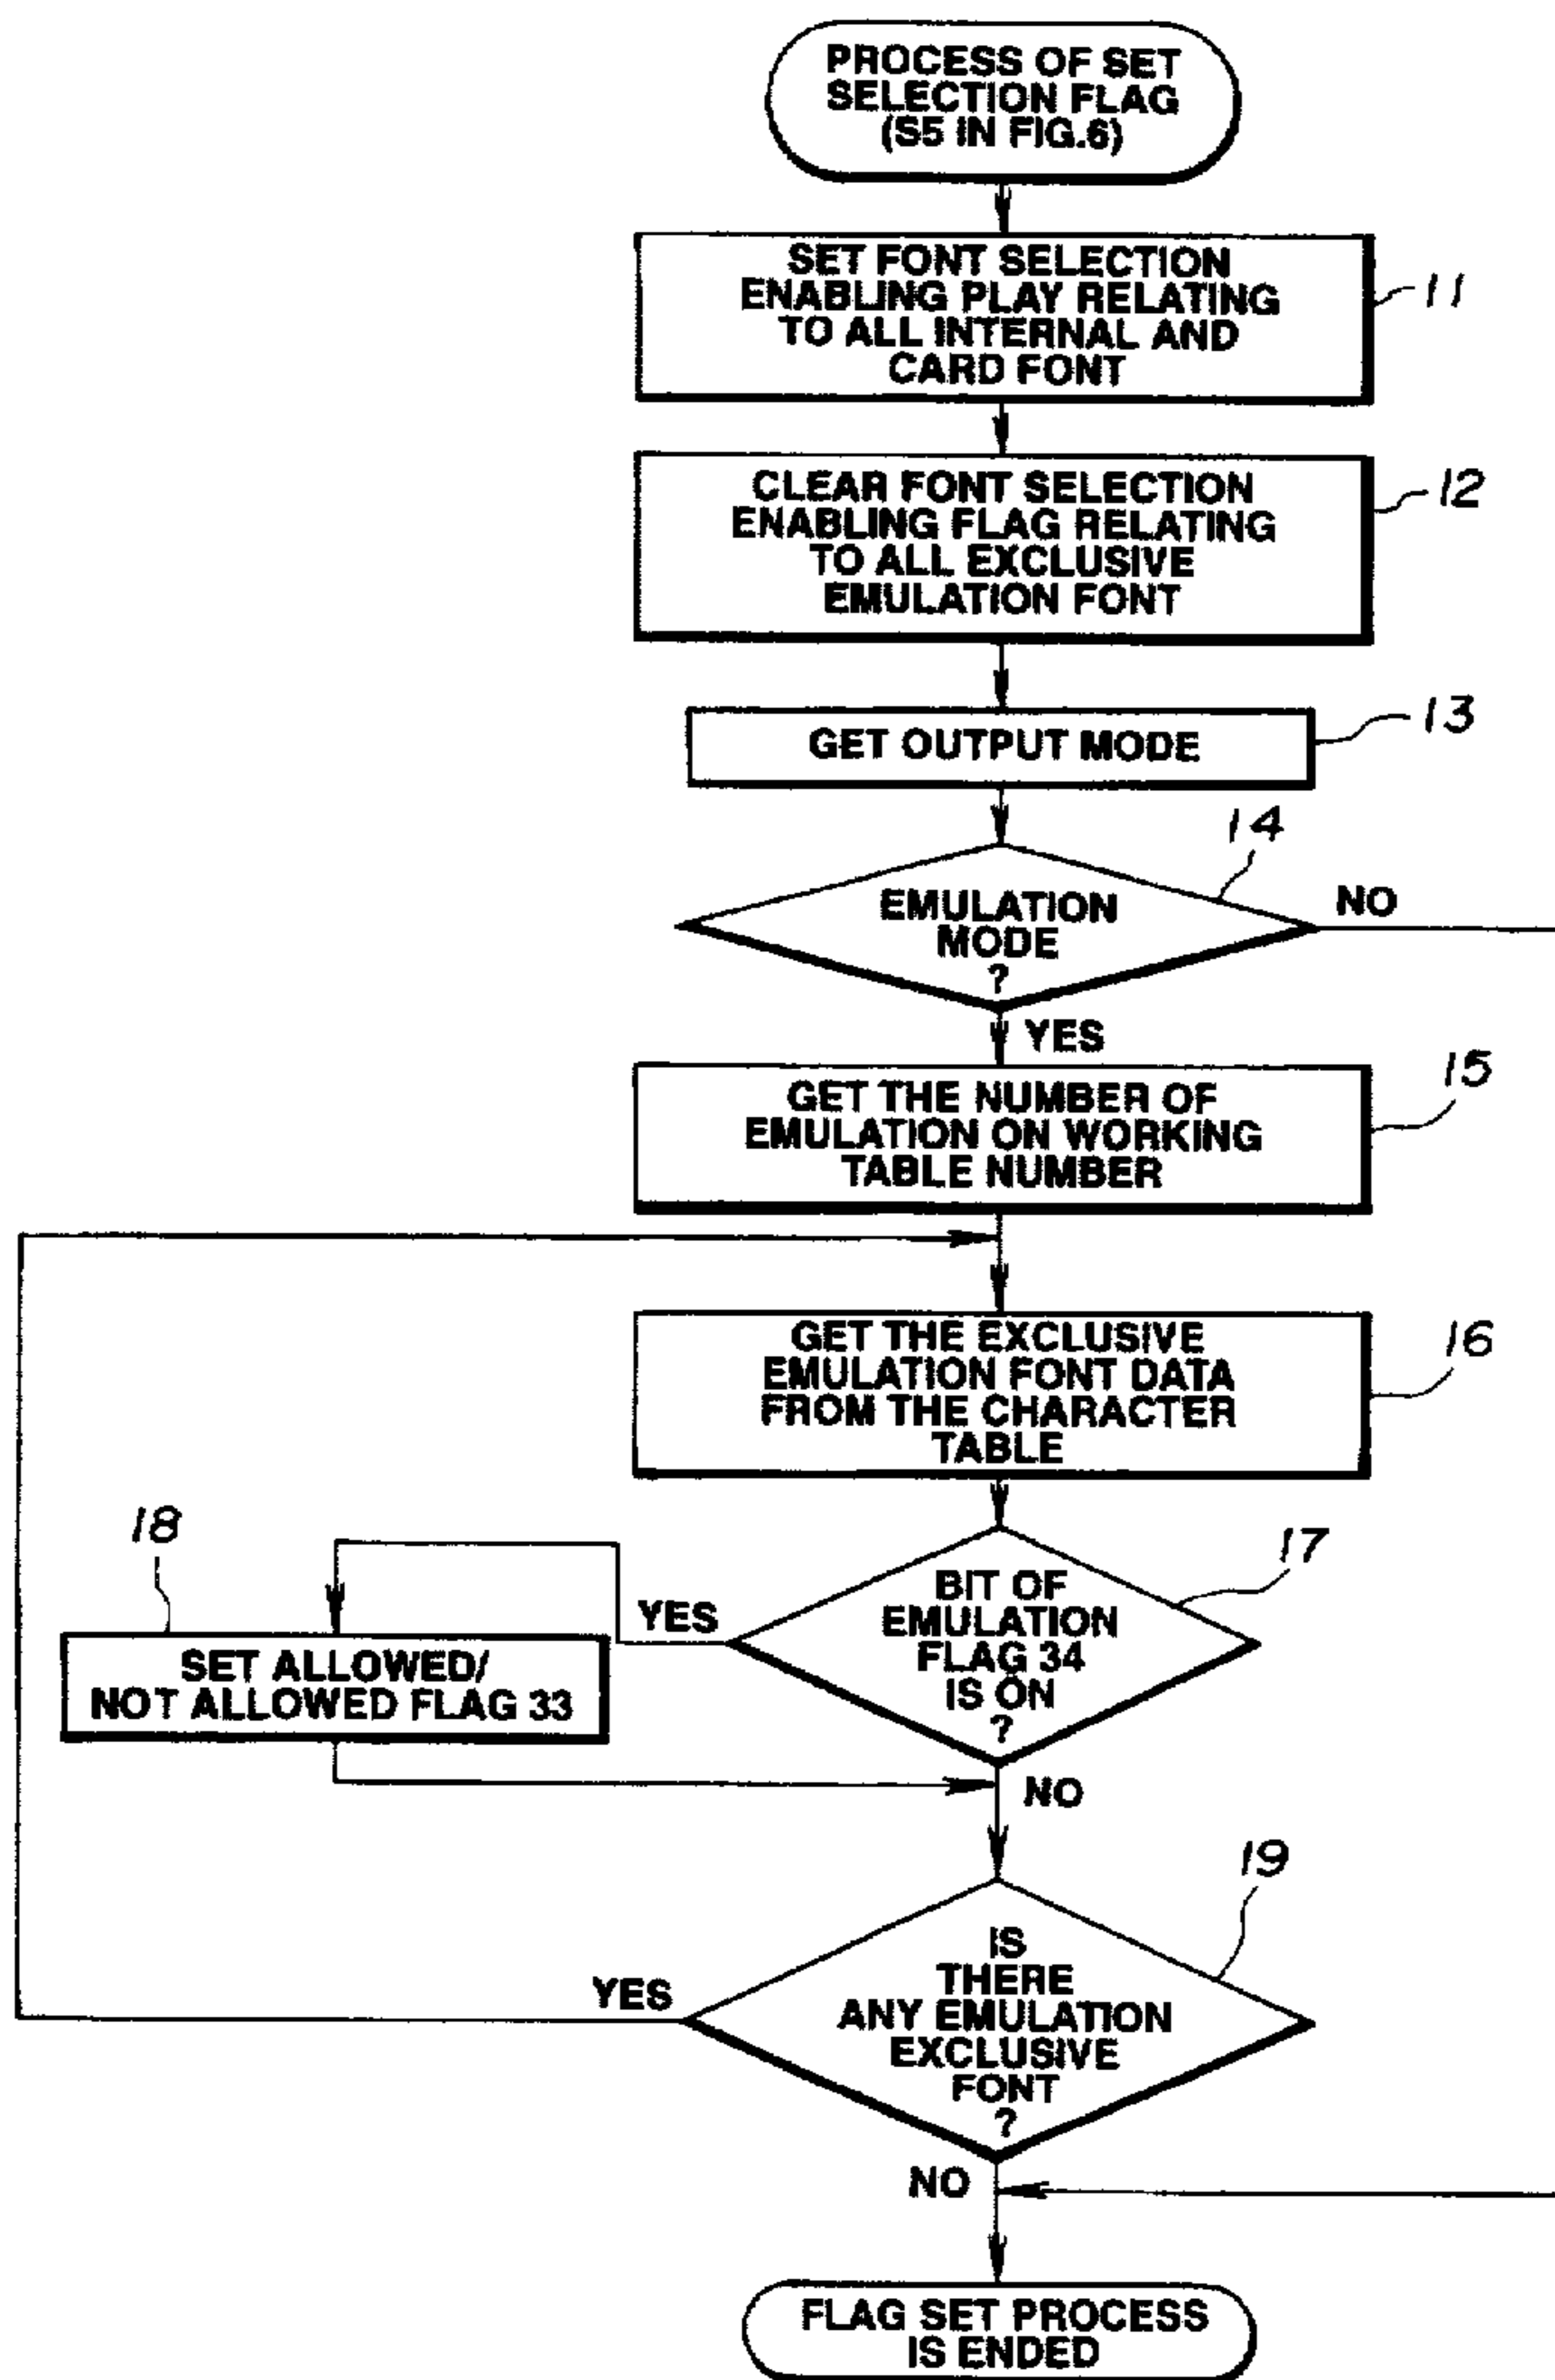 PROCESS OF SET
SELECTION FLAG
(S5 IN FIG.6)
SET FONT SELECTION
ENABLING PLAY RELATING
TO ALL INTERNAL AND
CARD FONT
11
CLEAR FONT SELECTION
ENABLING FLAG RELATING
TO ALL EXCLUSIVE
EMULATION FONT
12
GET OUTPUT MODE
13
14
EMULATION
MODE
?
NO
YES
GET THE NUMBER OF
EMULATION ON WORKING
TABLE NUMBER
15
GET THE EXCLUSIVE
EMULATION FONT DATA
FROM THE CHARACTER
TABLE
16
17
BIT OF
EMULATION
FLAG 34
IS ON
?
YES
18
SET ALLOWED/
NOT ALLOWED FLAG 33
NO
19
IS
THERE
ANY EMULATION
EXCLUSIVE
FONT
?
YES
NO
FLAG SET PROCESS
IS ENDED